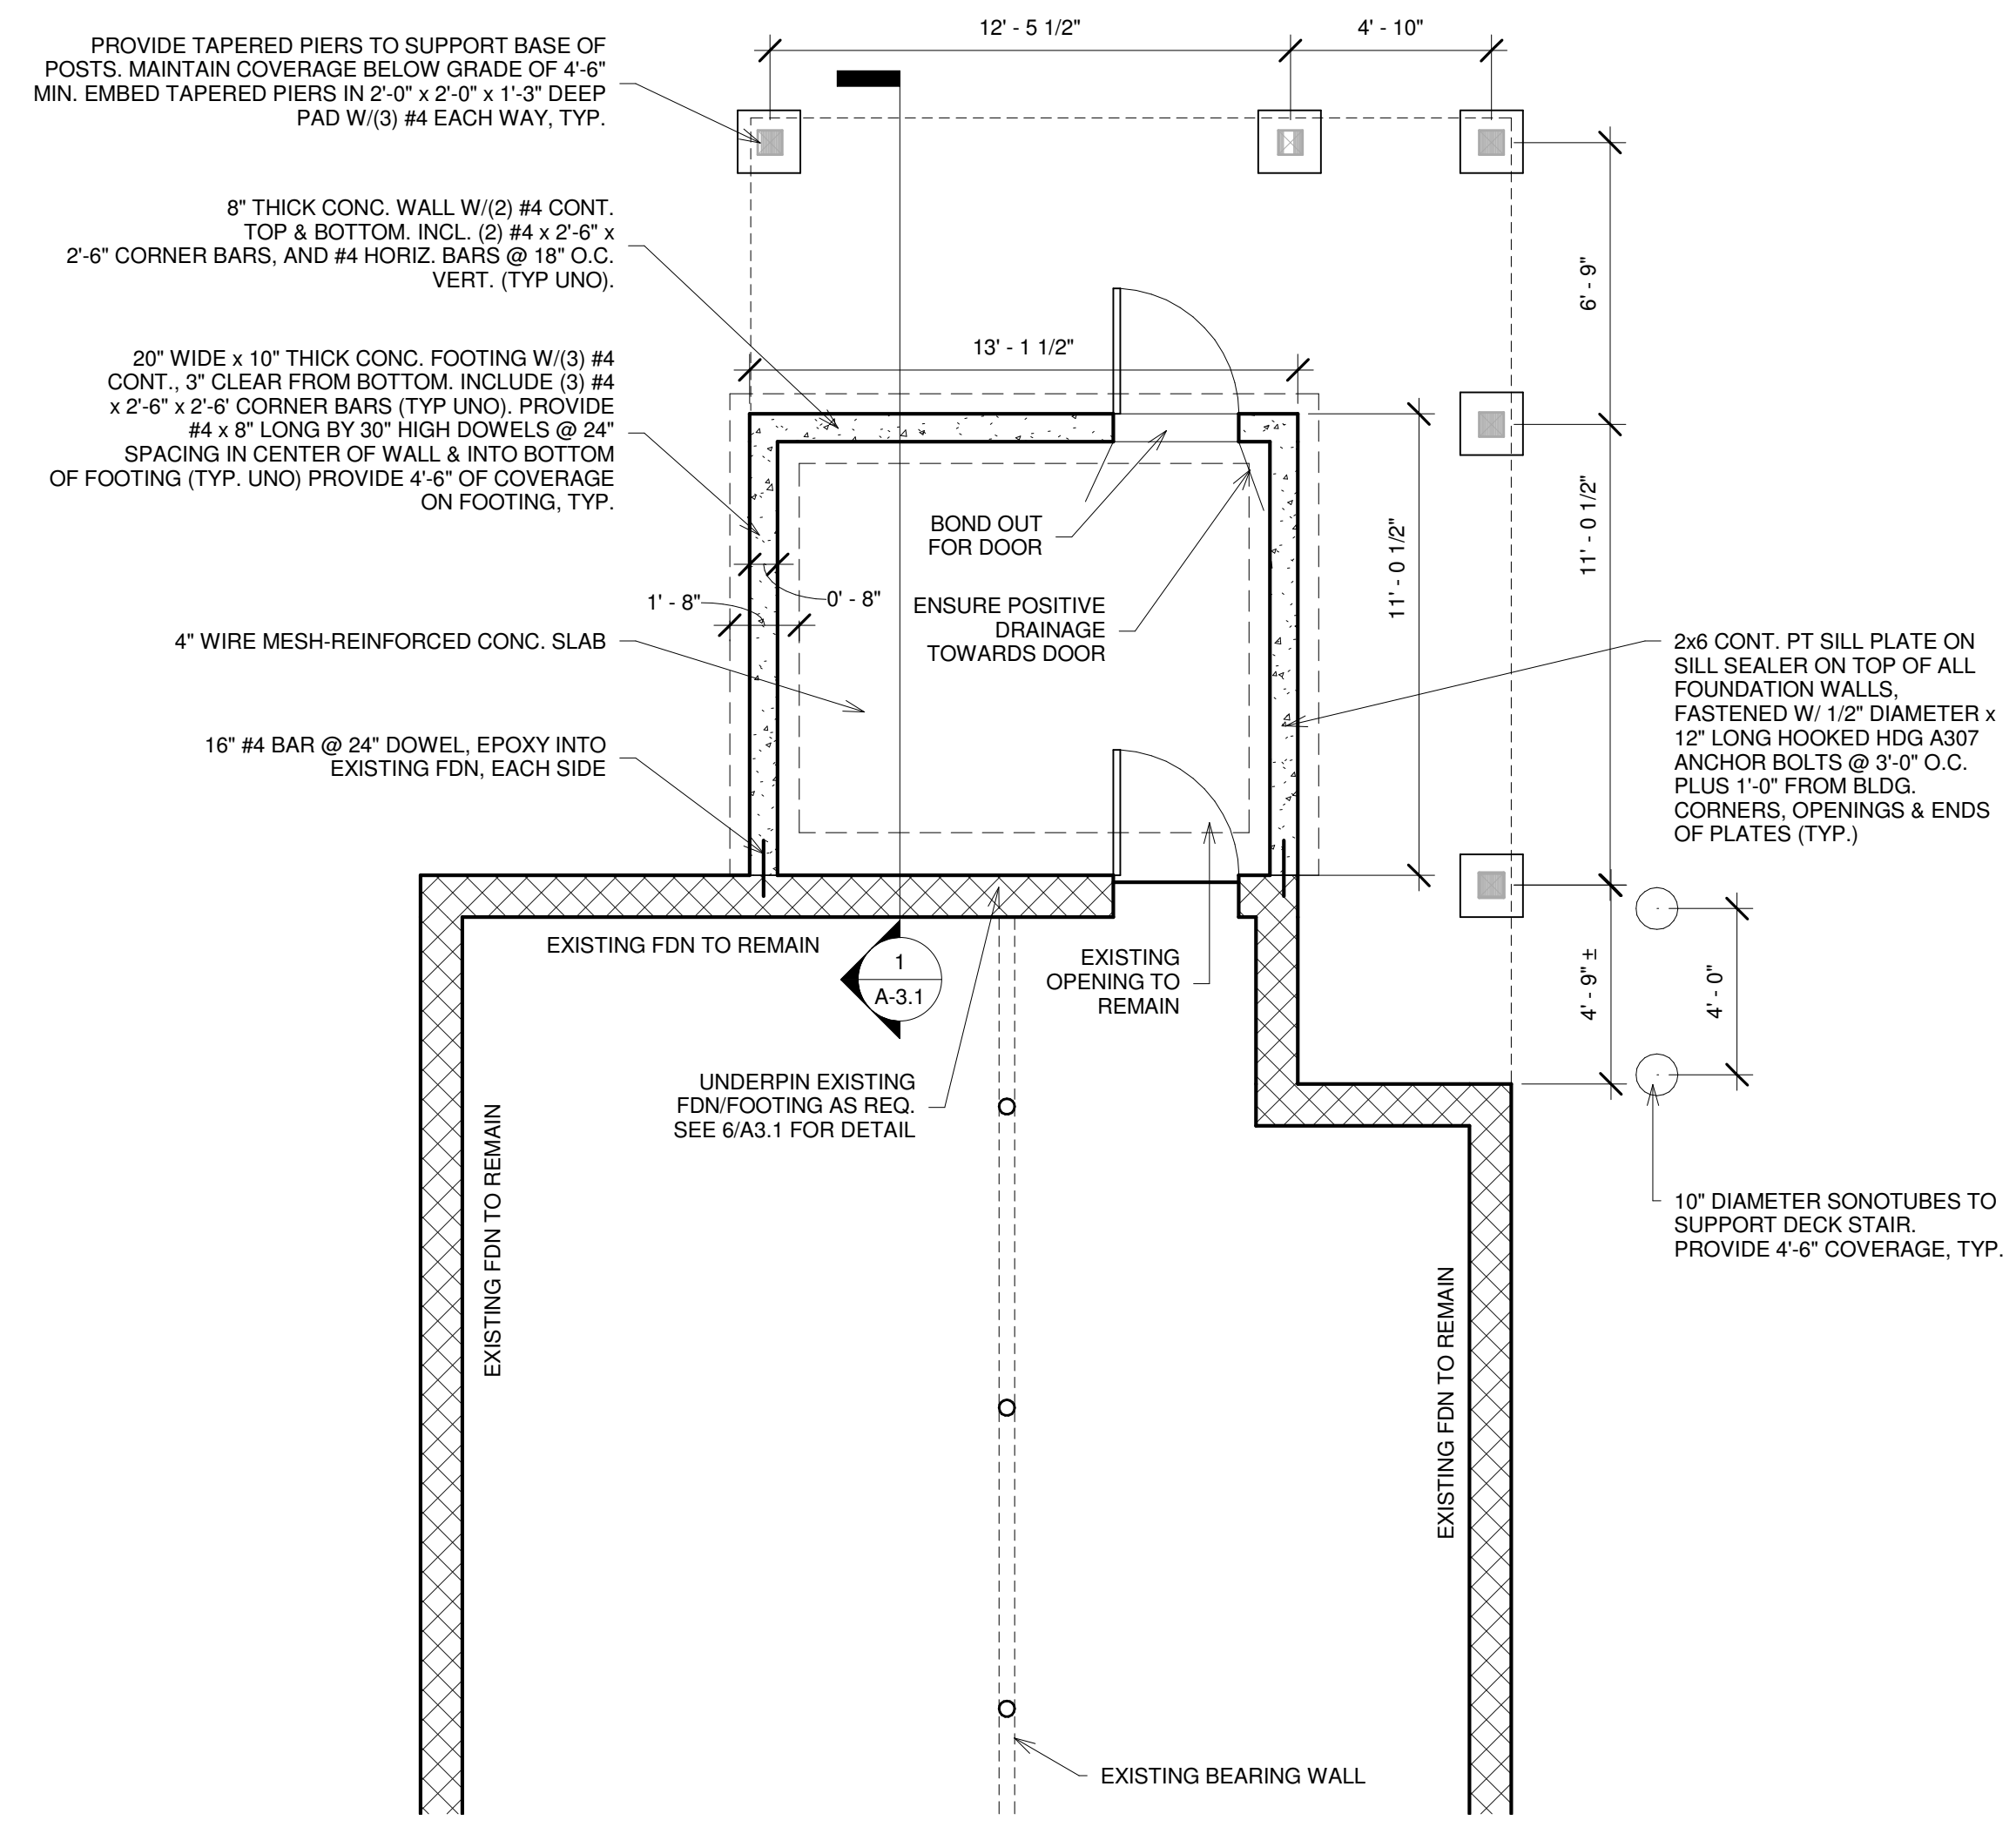 12' - 5 1/2"
4' - 10"
PROVIDE TAPERED PIERS TO SUPPORT BASE OF
POSTS. MAINTAIN COVERAGE BELOW GRADE OF 4'-6"
MIN. EMBED TAPERED PIERS IN 2'-0" x 2'-0" x 1'-3" DEEP
PAD W/(3) #4 EACH WAY, TYP.
8" THICK CONC. WALL W/(2) #4 CONT.
TOP & BOTTOM. INCL. (2) #4 x 2'-6" x
2'-6" CORNER BARS, AND #4 HORIZ. BARS @ 18" O.C.
VERT. (TYP UNO).
6' - 9"
20" WIDE x 10" THICK CONC. FOOTING W/(3) #4
CONT., 3" CLEAR FROM BOTTOM. INCLUDE (3) #4
x 2'-6" x 2'-6' CORNER BARS (TYP UNO). PROVIDE
#4 x 8" LONG BY 30" HIGH DOWELS @ 24"
SPACING IN CENTER OF WALL & INTO BOTTOM
OF FOOTING (TYP. UNO) PROVIDE 4'-6" OF COVERAGE
ON FOOTING, TYP.
13' - 1 1/2"
BOND OUT
FOR DOOR
11' - 0 1/2"
11' - 0 1/2"
1' - 8"
0' - 8"
ENSURE POSITIVE
DRAINAGE
TOWARDS DOOR
4" WIRE MESH-REINFORCED CONC. SLAB
2x6 CONT. PT SILL PLATE ON
SILL SEALER ON TOP OF ALL
FOUNDATION WALLS,
FASTENED W/ 1/2" DIAMETER x
12" LONG HOOKED HDG A307
ANCHOR BOLTS @ 3'-0" O.C.
PLUS 1'-0" FROM BLDG.
CORNERS, OPENINGS & ENDS
OF PLATES (TYP.)
16" #4 BAR @ 24" DOWEL, EPOXY INTO
EXISTING FDN, EACH SIDE
EXISTING FDN TO REMAIN
1
A-3.1
EXISTING
OPENING TO
REMAIN
4' - 9" ±
4' - 0"
UNDERPIN EXISTING
FDN/FOOTING AS REQ.
SEE 6/A3.1 FOR DETAIL
EXISTING FDN TO REMAIN
EXISTING FDN TO REMAIN
10" DIAMETER SONOTUBES TO
SUPPORT DECK STAIR.
PROVIDE 4'-6" COVERAGE, TYP.
EXISTING BEARING WALL